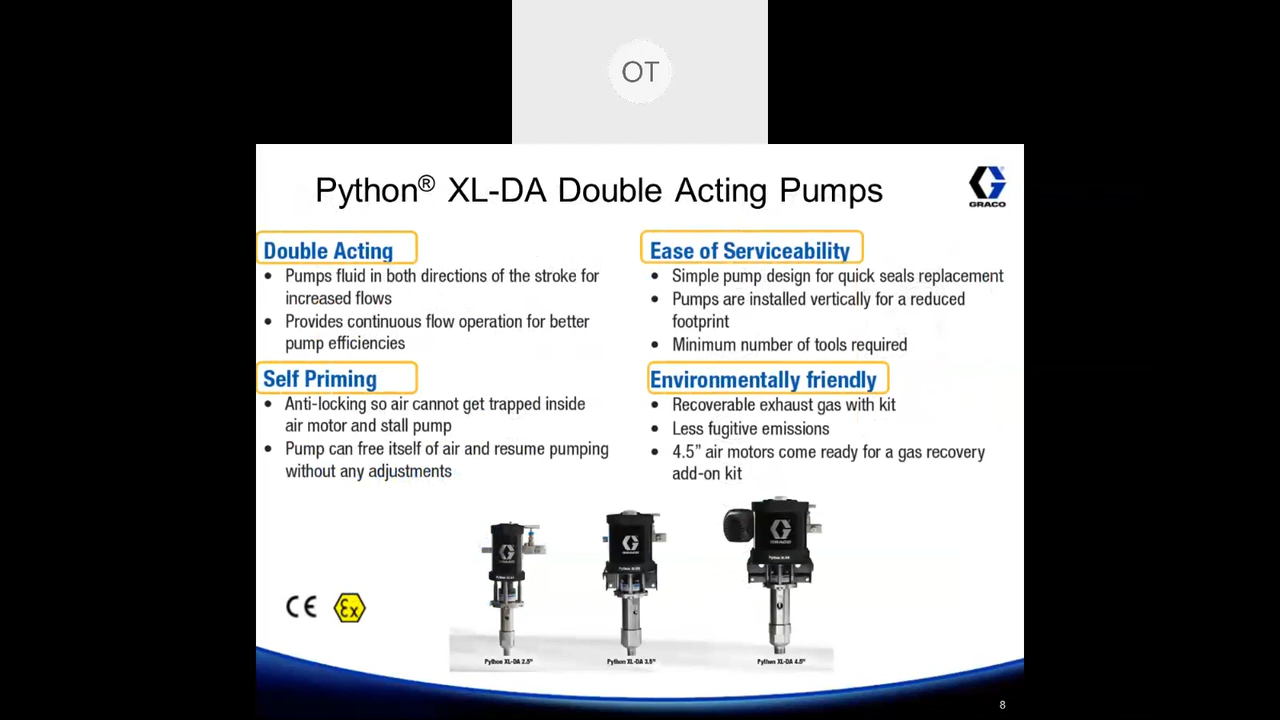 OT
Python® XL-DA Double Acting Pumps
GRACO
Double Acting
• Pumps fluid in both directions of the stroke for
increased flows
• Provides continuous flow operation for better
pump efficiencies
Self Priming
• Anti-locking so air cannot get trapped inside
air motor and stall pump
• Pump can free itself of air and resume pumping
without any adjustments
Ease of Serviceability
• Simple pump design for quick seals replacement
• Pumps are installed vertically for a reduced
footprint
• Minimum number of tools required
Environmentally friendly
• Recoverable exhaust gas with kit
• Less fugitive emissions
• 4.5” air motors come ready for a gas recovery
add-on kit
GRACO
GRACO
GRACO
CE Ex
Python XL-DA 2.5"
Python XL-DA 3.5"
Python XL-DA 4.5"
8